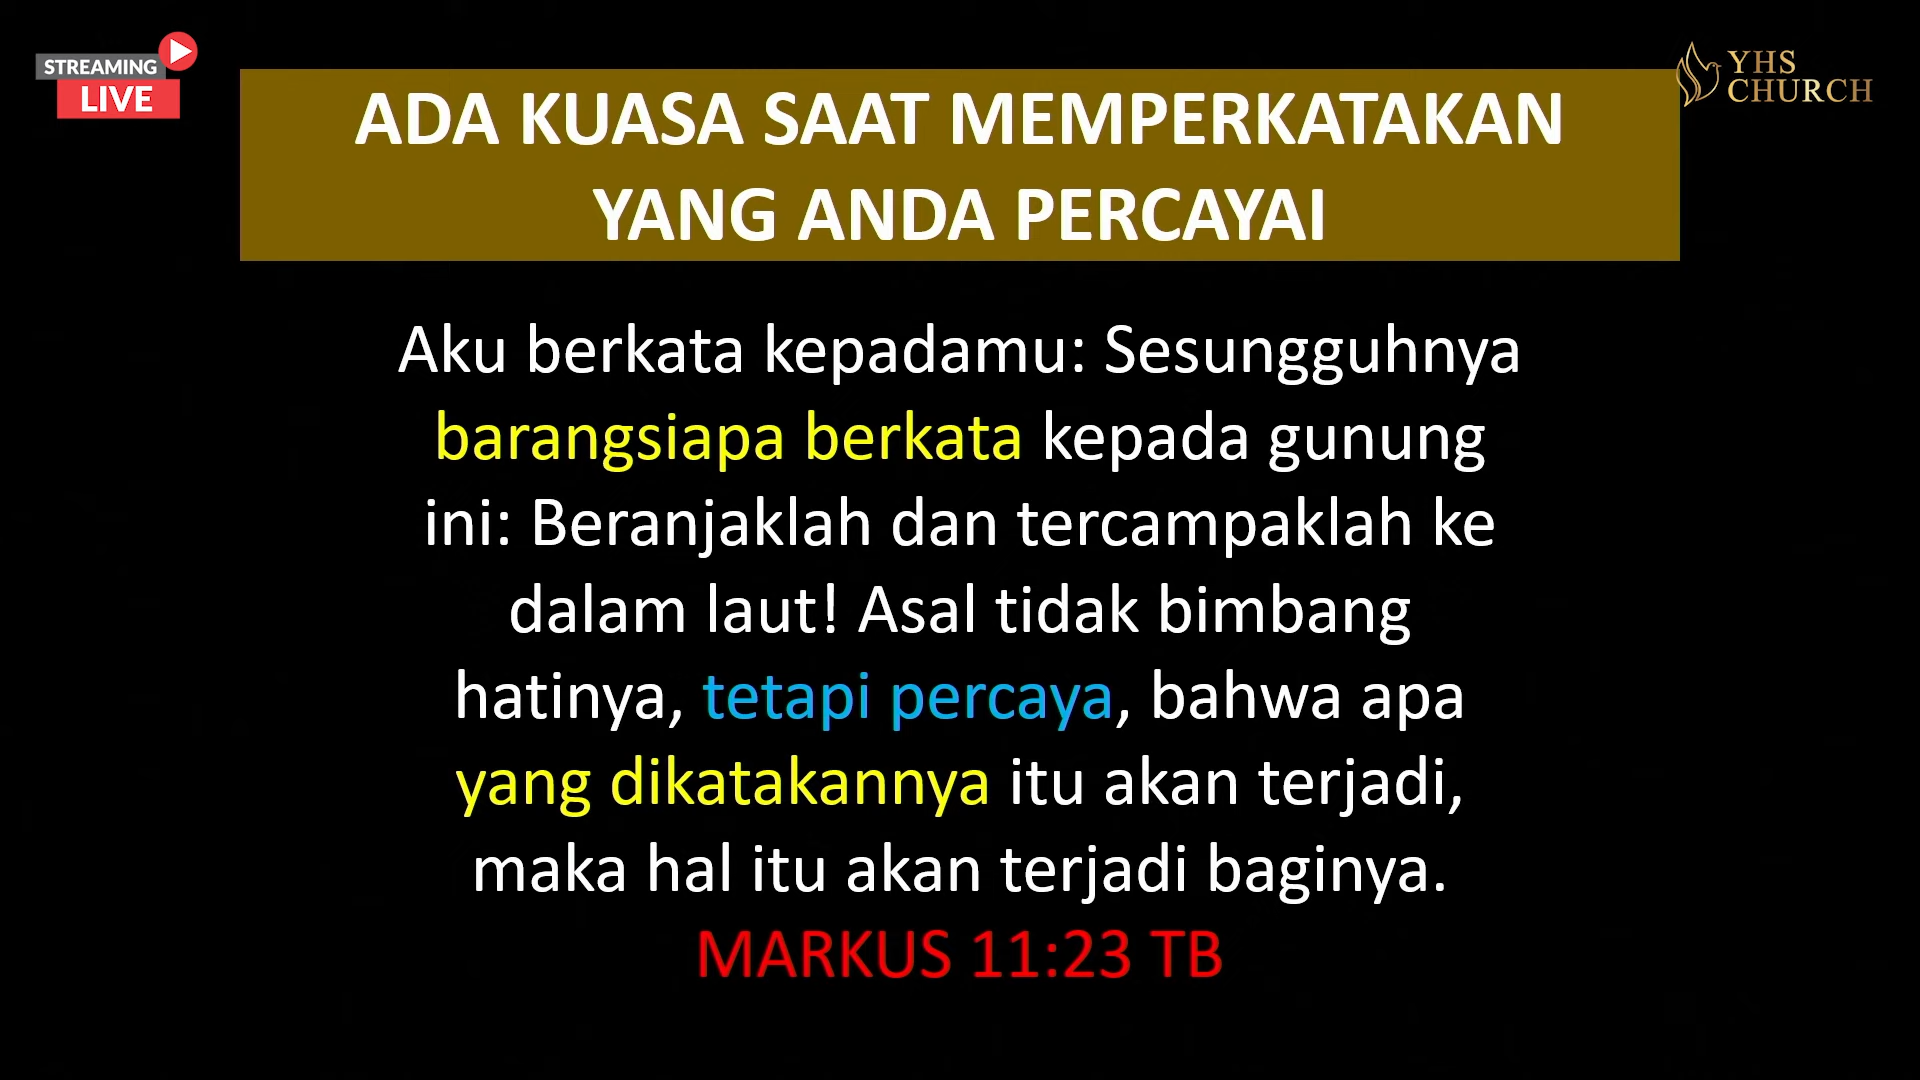 STREAMING
LIVE
YHS
CHURCH
ADA KUASA SAAT MEMPERKATAKAN
YANG ANDA PERCAYAI
Aku berkata kepadamu: Sesungguhnya
barangsiapa berkata kepada gunung
ini: Beranjaklah dan tercampaklah ke
dalam laut! Asal tidak bimbang
hatinya, tetapi percaya, bahwa apa
yang dikatakannya itu akan terjadi,
maka hal itu akan terjadi baginya.
MARKUS 11:23 TB